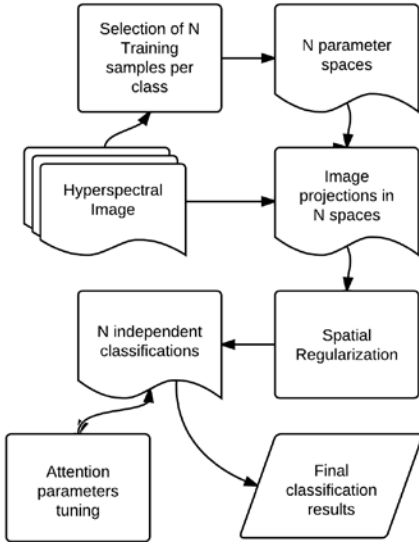 Selection of N
Training
samples per
class
N parameter
spaces
Hyperspectral
Image
Image
projections in
N spaces
N independent
classifications
Spatial
Regularization
Attention
parameters
tuning
Final
classification
results